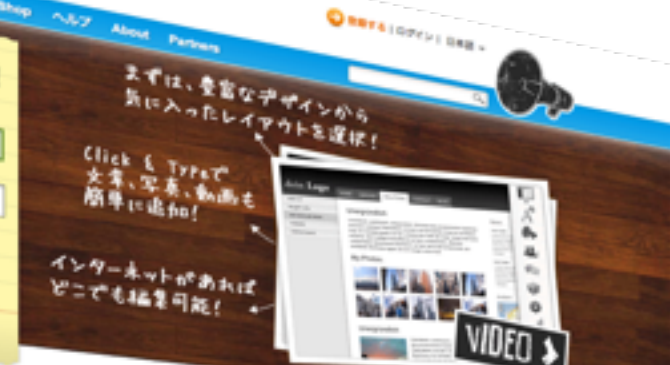 Shop ヘルプ About Partners
登録する | ログイン | 日本語
まずは、豊富なデザインから
気に入ったレイアウトを選択!
Click & Typeで
文章、写真、動画も
簡単に追加!
インターネットがあれば
どこでも編集可能!
Logo
My Photos
VIDEO